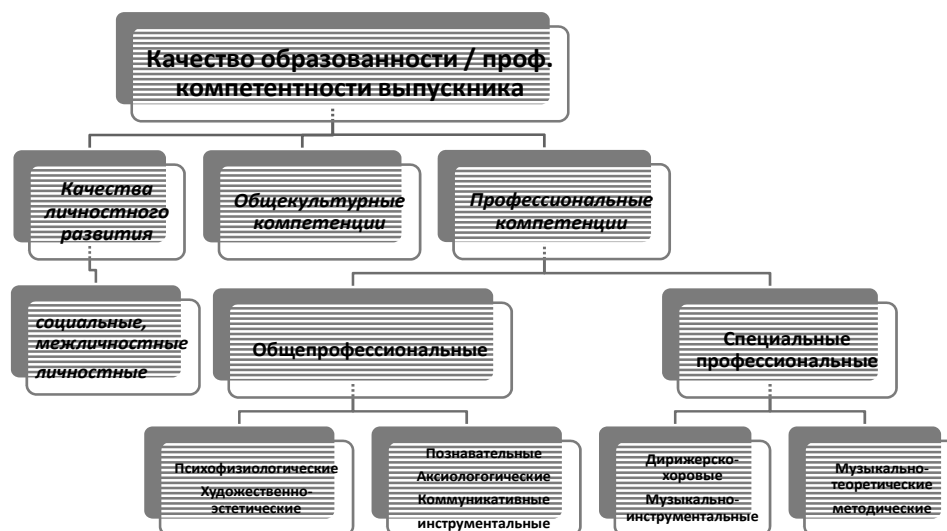 Качество образованности / проф.
компетентности выпускника
Качества
личностного
развития
Общекультурные
компетенции
Профессиональные
компетенции
социальные,
межличностные
личностные
Общепрофессиональные
Специальные
профессиональные
Психофизиологические
Художественно-
эстетические
Познавательные
Аксиологогические
Коммуникативные
инструментальные
Дирижерско-
хоровые
Музыкально-
инструментальные
Музыкально-
теоретические
методические